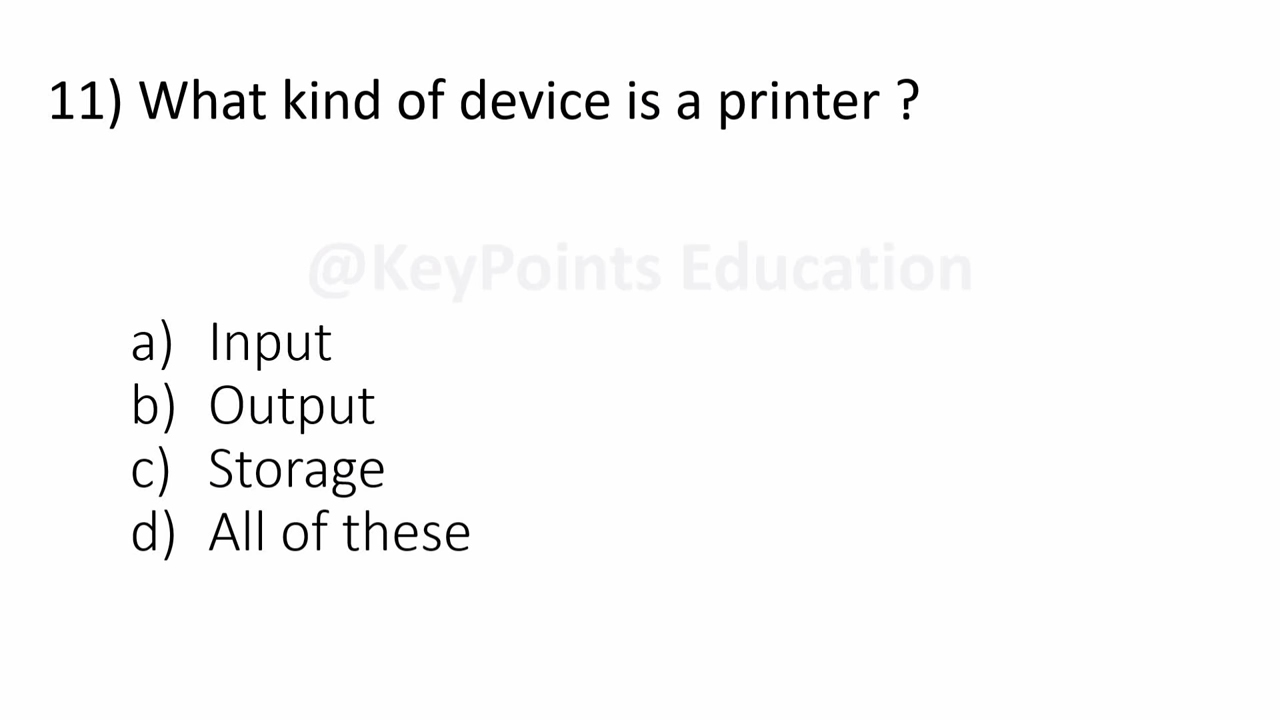 11) What kind of device is a printer ?
@KeyPoints Education
a) Input
b) Output
c) Storage
d) All of these